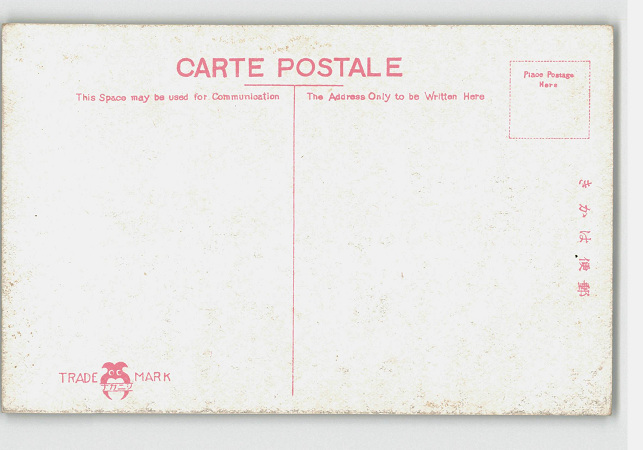 CARTE POSTALE
This Space may be used for Communication
The Address Only to be Written Here
Place Postage
Here
郵便はかき
TRADE MARK